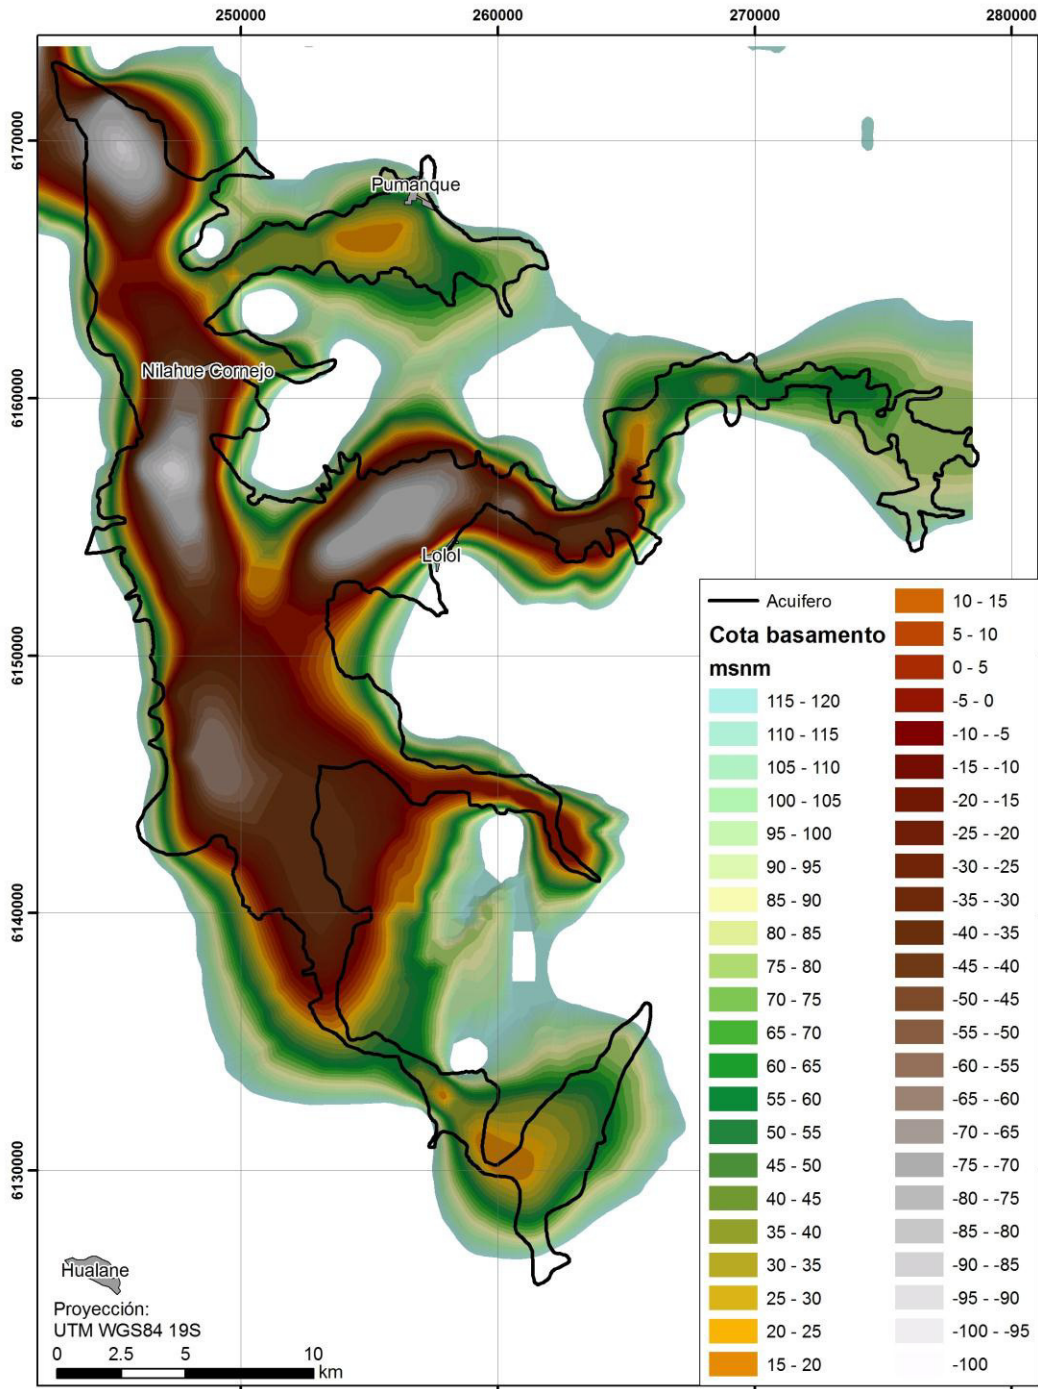 250000
260000
270000
280000
6170000
6160000
6150000
6140000
6130000
Pumanque
Nilahue Cornejo
Lolol
Hualane
Proyección:
UTM WGS84 19S
0 2.5 5 10
km
Acuifero
Cota basamento
msnm
115 - 120
110 - 115
105 - 110
100 - 105
95 - 100
90 - 95
85 - 90
80 - 85
75 - 80
70 - 75
65 - 70
60 - 65
55 - 60
50 - 55
45 - 50
40 - 45
35 - 40
30 - 35
25 - 30
20 - 25
15 - 20
10 - 15
5 - 10
0 - 5
-5 - 0
-10 - -5
-15 - -10
-20 - -15
-25 - -20
-30 - -25
-35 - -30
-40 - -35
-45 - -40
-50 - -45
-55 - -50
-60 - -55
-65 - -60
-70 - -65
-75 - -70
-80 - -75
-85 - -80
-90 - -85
-95 - -90
-100 - -95
-100